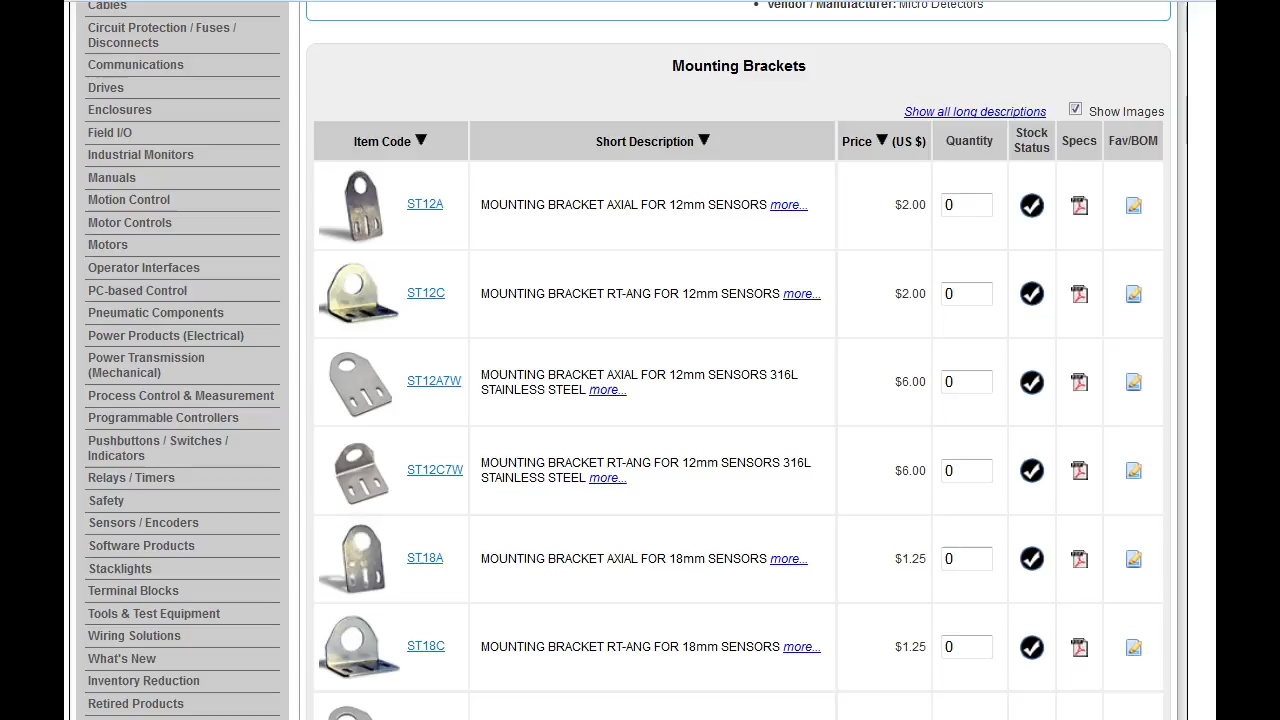 Cables
Circuit Protection / Fuses /
Disconnects
Communications
Drives
Enclosures
Field I/O
Industrial Monitors
Manuals
Motion Control
Motor Controls
Motors
Operator Interfaces
PC-based Control
Pneumatic Components
Power Products (Electrical)
Power Transmission
(Mechanical)
Process Control & Measurement
Programmable Controllers
Pushbuttons / Switches /
Indicators
Relays / Timers
Safety
Sensors / Encoders
Software Products
Stacklights
Terminal Blocks
Tools & Test Equipment
Wiring Solutions
What's New
Inventory Reduction
Retired Products
Vendor / Manufacturer: Micro Detectors
Mounting Brackets
Show all long descriptions Show Images
Item Code ▼ Short Description ▼ Price ▼ (US $) Quantity Stock Status Specs Fav/BOM
ST12A MOUNTING BRACKET AXIAL FOR 12mm SENSORS more... $2.00 0
ST12C MOUNTING BRACKET RT-ANG FOR 12mm SENSORS more... $2.00 0
ST12A7W MOUNTING BRACKET AXIAL FOR 12mm SENSORS 316L
STAINLESS STEEL more... $6.00 0
ST12C7W MOUNTING BRACKET RT-ANG FOR 12mm SENSORS 316L
STAINLESS STEEL more... $6.00 0
ST18A MOUNTING BRACKET AXIAL FOR 18mm SENSORS more... $1.25 0
ST18C MOUNTING BRACKET RT-ANG FOR 18mm SENSORS more... $1.25 0